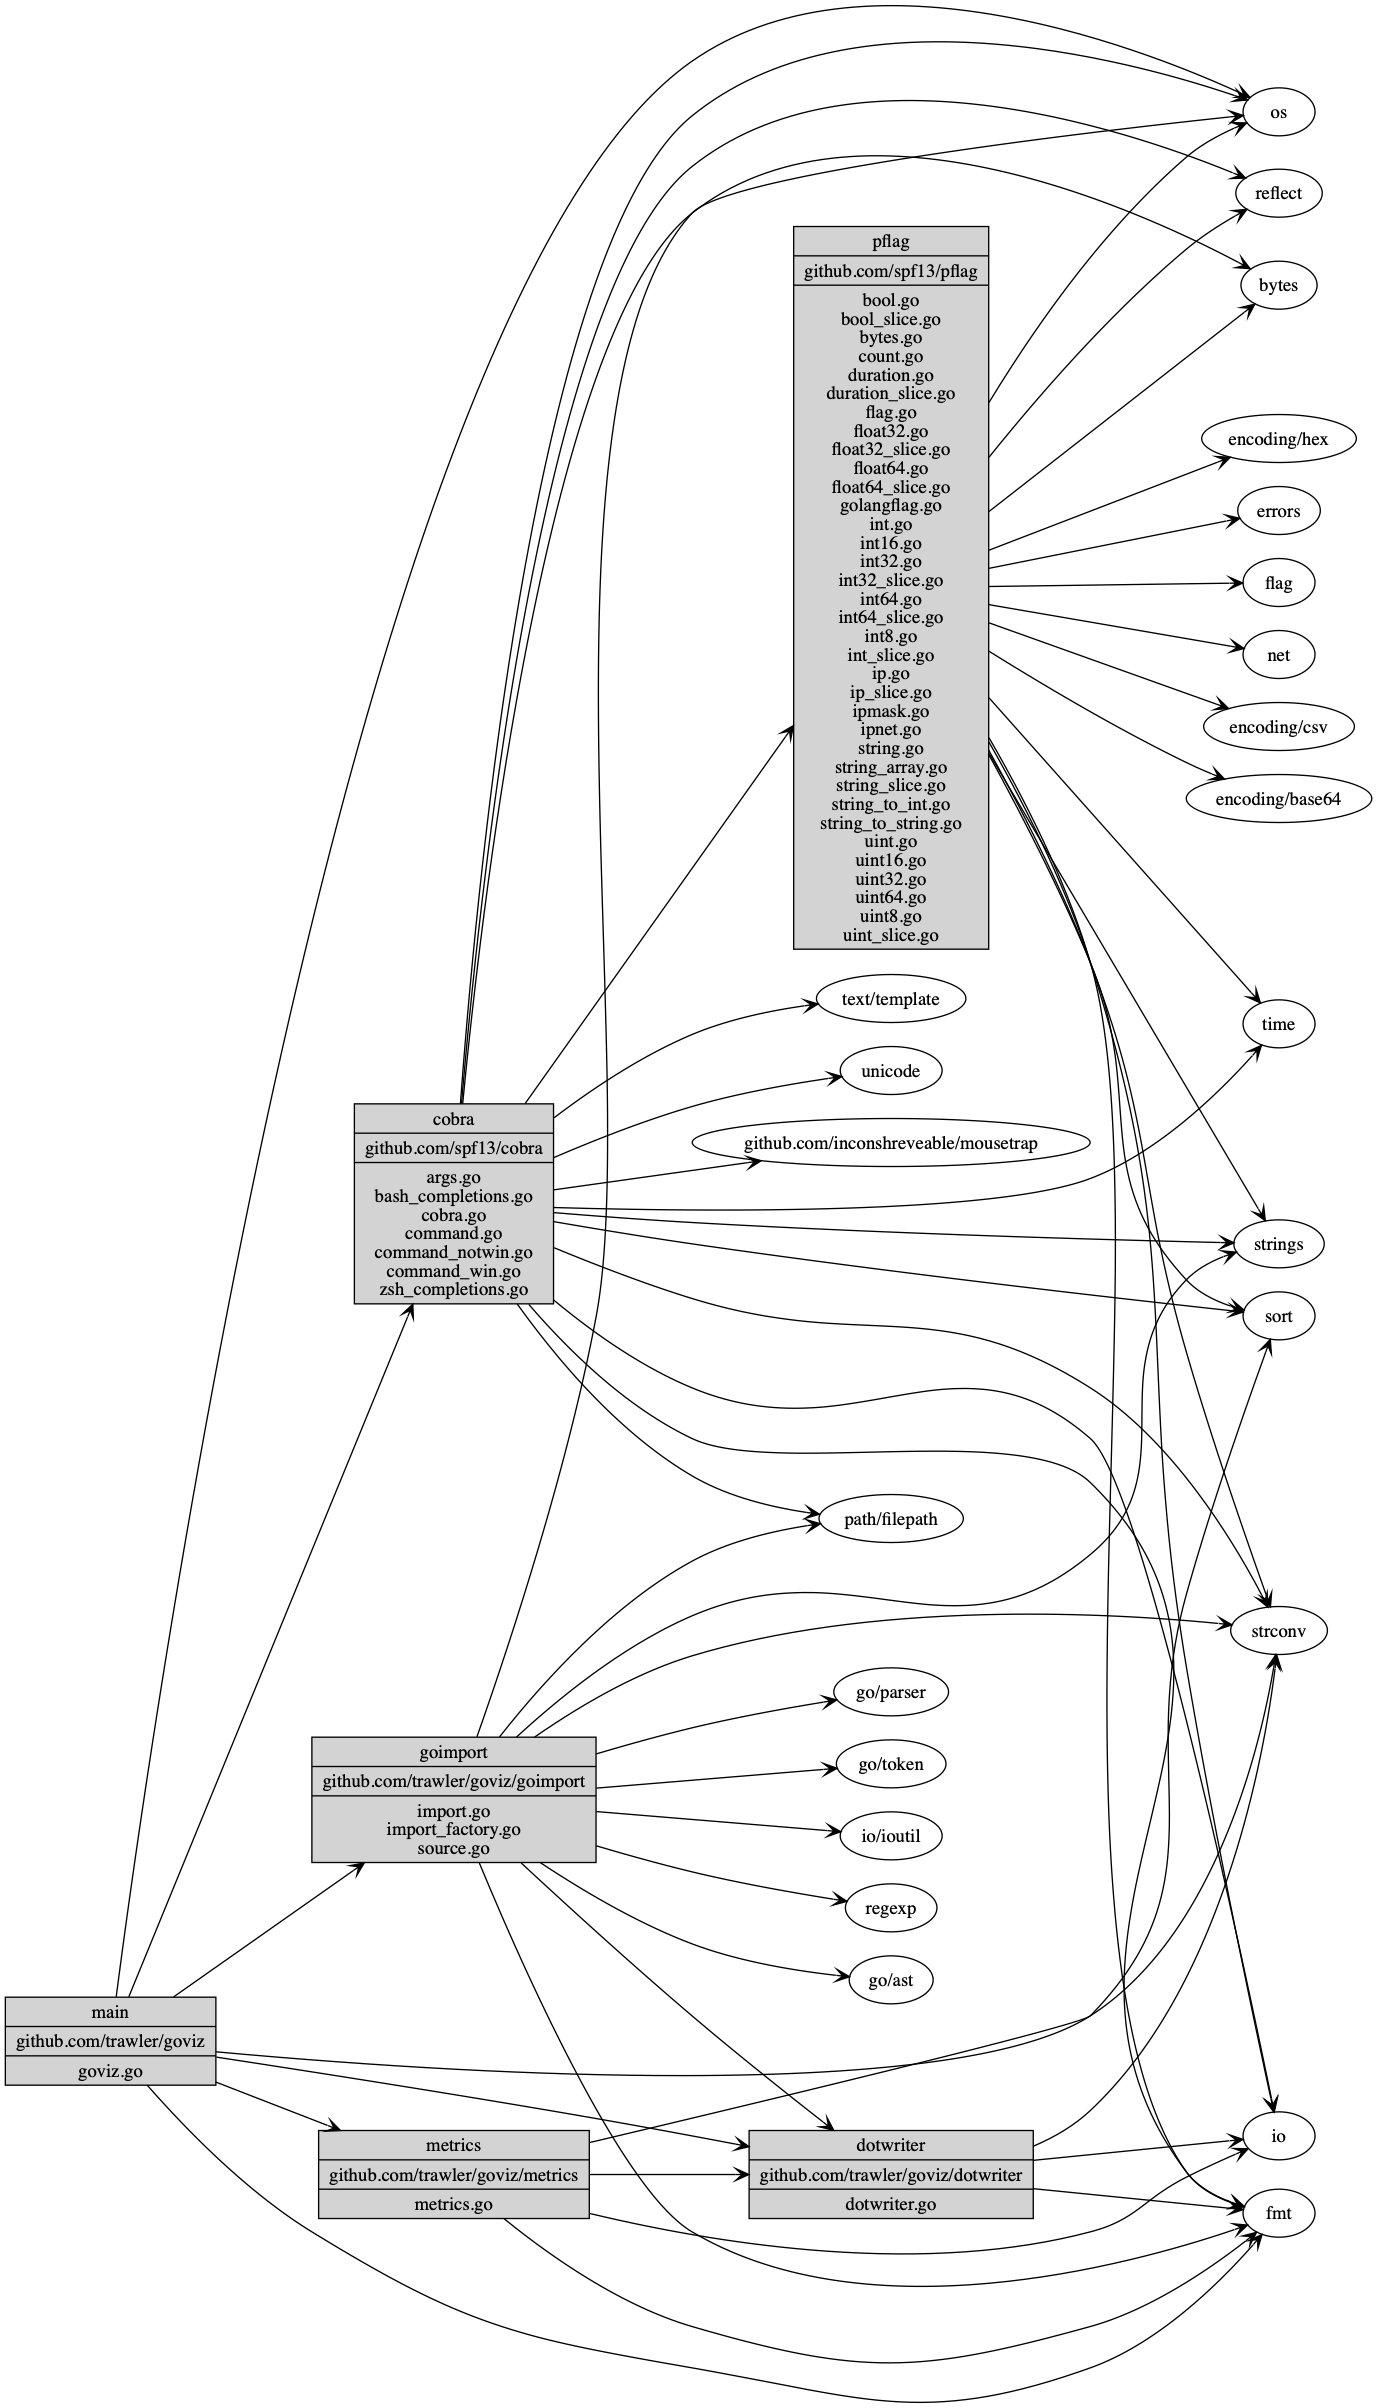 os
reflect
bytes
pflag
github.com/spf13/pflag
bool.go
bool_slice.go
bytes.go
count.go
duration.go
duration_slice.go
flag.go
float32.go
float32_slice.go
float64.go
float64_slice.go
golangflag.go
int.go
int16.go
int32.go
int32_slice.go
int64.go
int64_slice.go
int8.go
int_slice.go
ip.go
ip_slice.go
ipmask.go
ipnet.go
string.go
string_array.go
string_slice.go
string_to_int.go
string_to_string.go
uint.go
uint16.go
uint32.go
uint64.go
uint8.go
uint_slice.go
encoding/hex
errors
flag
net
encoding/csv
encoding/base64
text/template
time
unicode
cobra
github.com/spf13/cobra
args.go
bash_completions.go
cobra.go
command.go
command_notwin.go
command_win.go
zsh_completions.go
github.com/inconshreveable/mousetrap
strings
sort
path/filepath
strconv
go/parser
goimport
github.com/trawler/goviz/goimport
import.go
import_factory.go
source.go
go/token
io/ioutil
regexp
go/ast
main
github.com/trawler/goviz
goviz.go
metrics
github.com/trawler/goviz/metrics
metrics.go
dotwriter
github.com/trawler/goviz/dotwriter
dotwriter.go
io
fmt